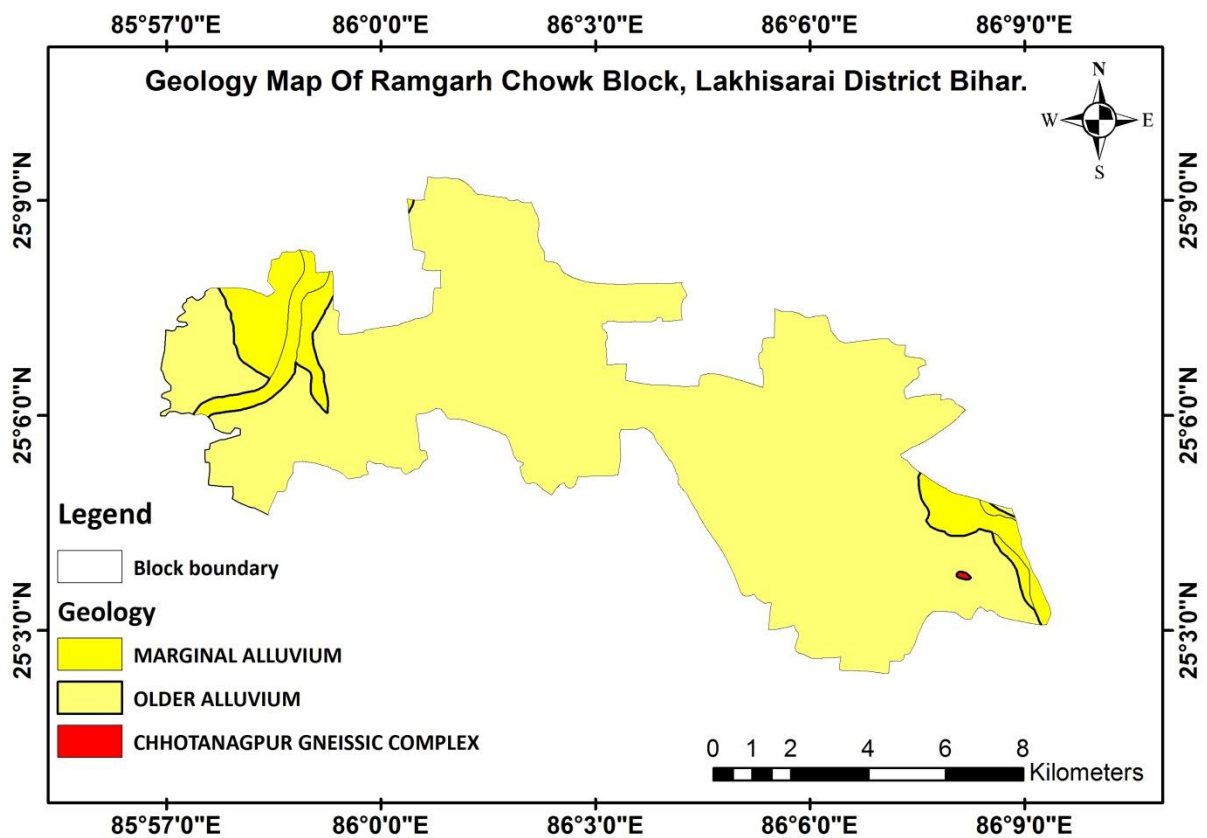 85°57'0"E 86°0'0"E 86°3'0"E 86°6'0"E 86°9'0"E
Geology Map Of Ramgarh Chowk Block, Lakhisarai District Bihar.
N
W E
S
25°9'0"N 25°9'0"N
25°6'0"N 25°6'0"N
25°3'0"N 25°3'0"N
Legend
Block boundary
Geology
MARGINAL ALLUVIUM
OLDER ALLUVIUM
CHHOTANAGPUR GNEISSIC COMPLEX
0 1 2 4 6 8
Kilometers
85°57'0"E 86°0'0"E 86°3'0"E 86°6'0"E 86°9'0"E